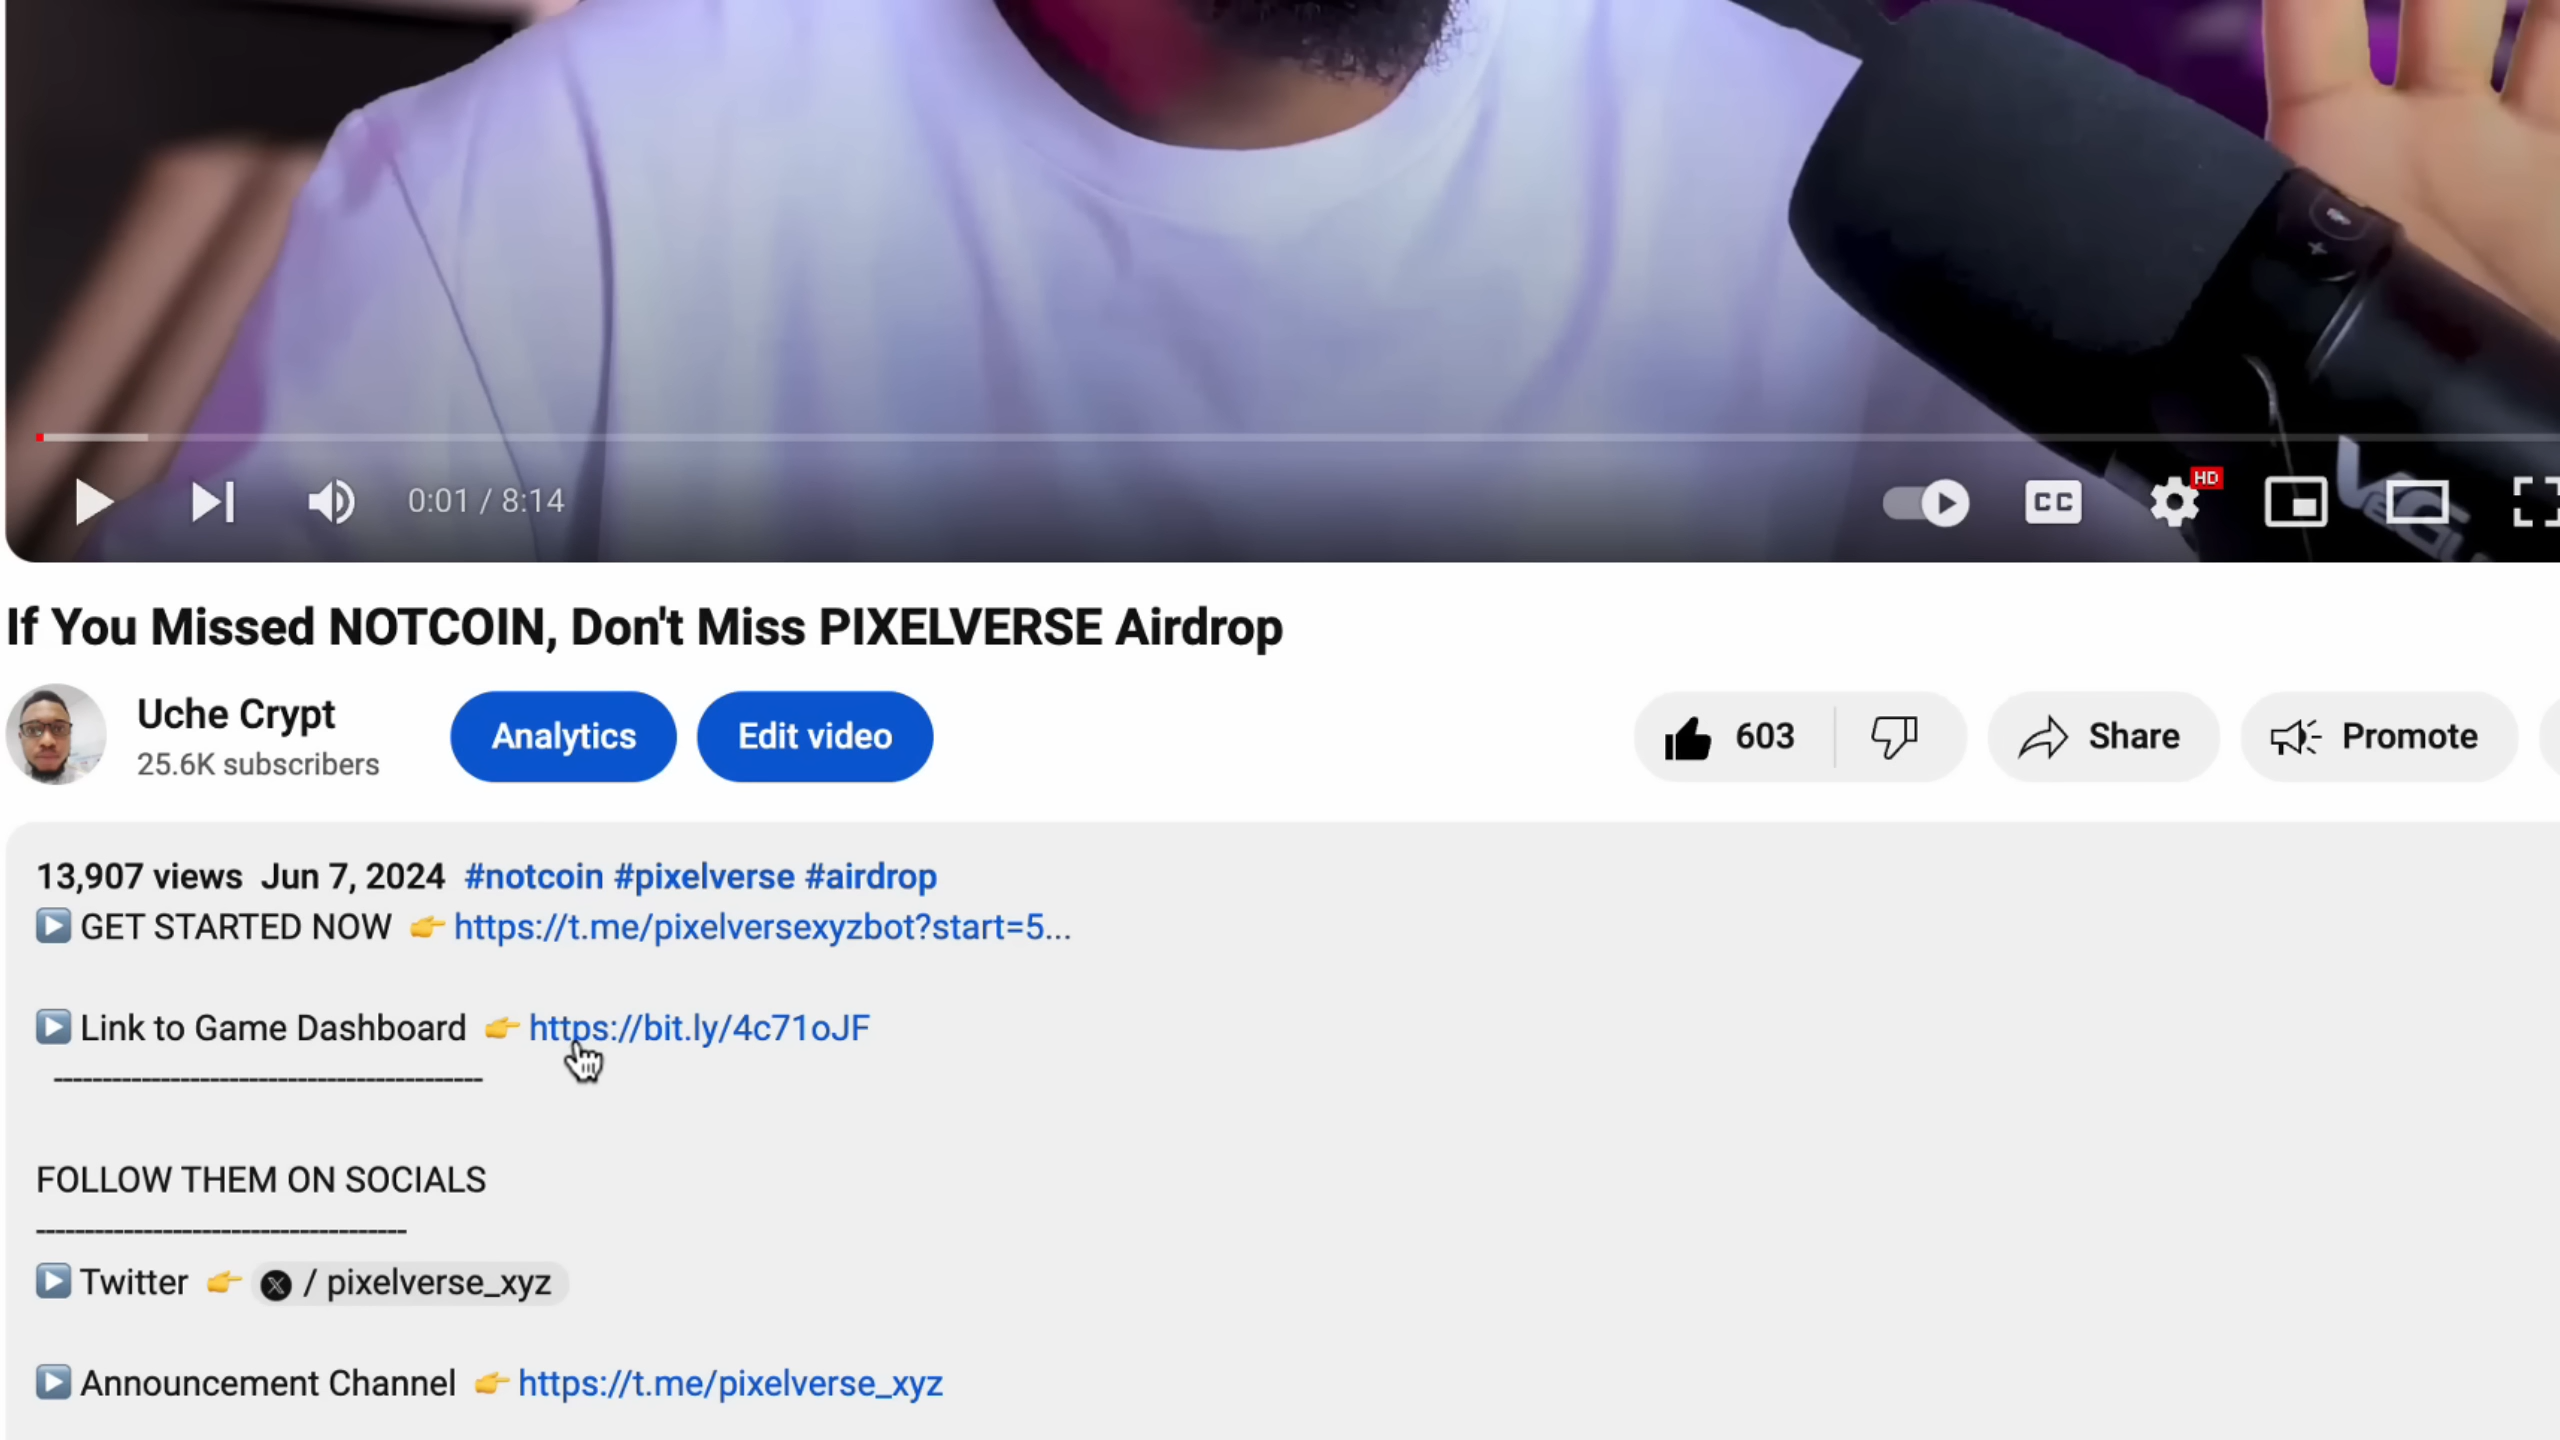 0:01 / 8:14
CC
HD
If You Missed NOTCOIN, Don't Miss PIXELVERSE Airdrop
Uche Crypt
25.6K subscribers
Analytics
Edit video
603
Share
Promote
13,907 views Jun 7, 2024 #notcoin #pixelverse #airdrop
GET STARTED NOW 👉 https://t.me/pixelversexyzbot?start=5...
Link to Game Dashboard 👉 https://bit.ly/4c71oJF
--------------------------------------------
FOLLOW THEM ON SOCIALS
--------------------------------------
Twitter 👉 X / pixelverse_xyz
Announcement Channel 👉 https://t.me/pixelverse_xyz